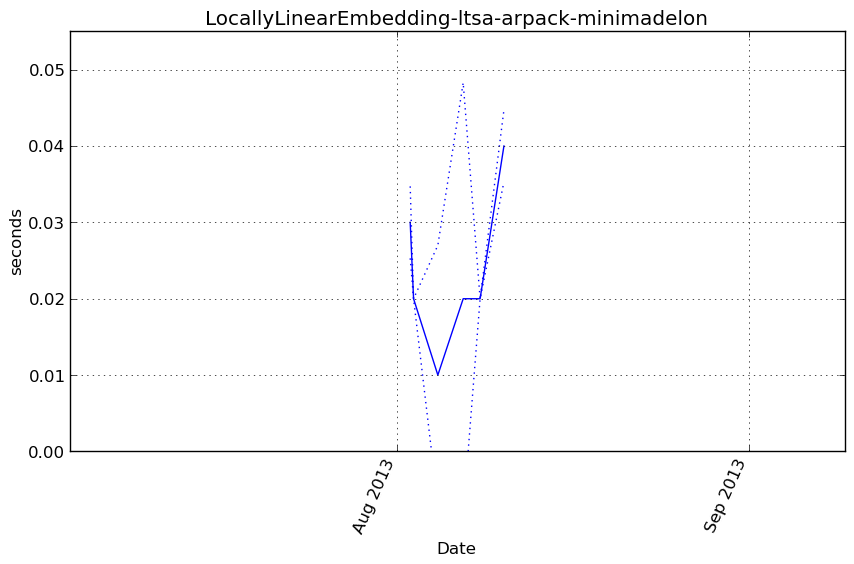 LocallyLinearEmbedding-ltsa-arpack-minimadelon
0.05
0.04
0.03
0.02
0.01
0.00
seconds
Aug 2013
Sep 2013
Date